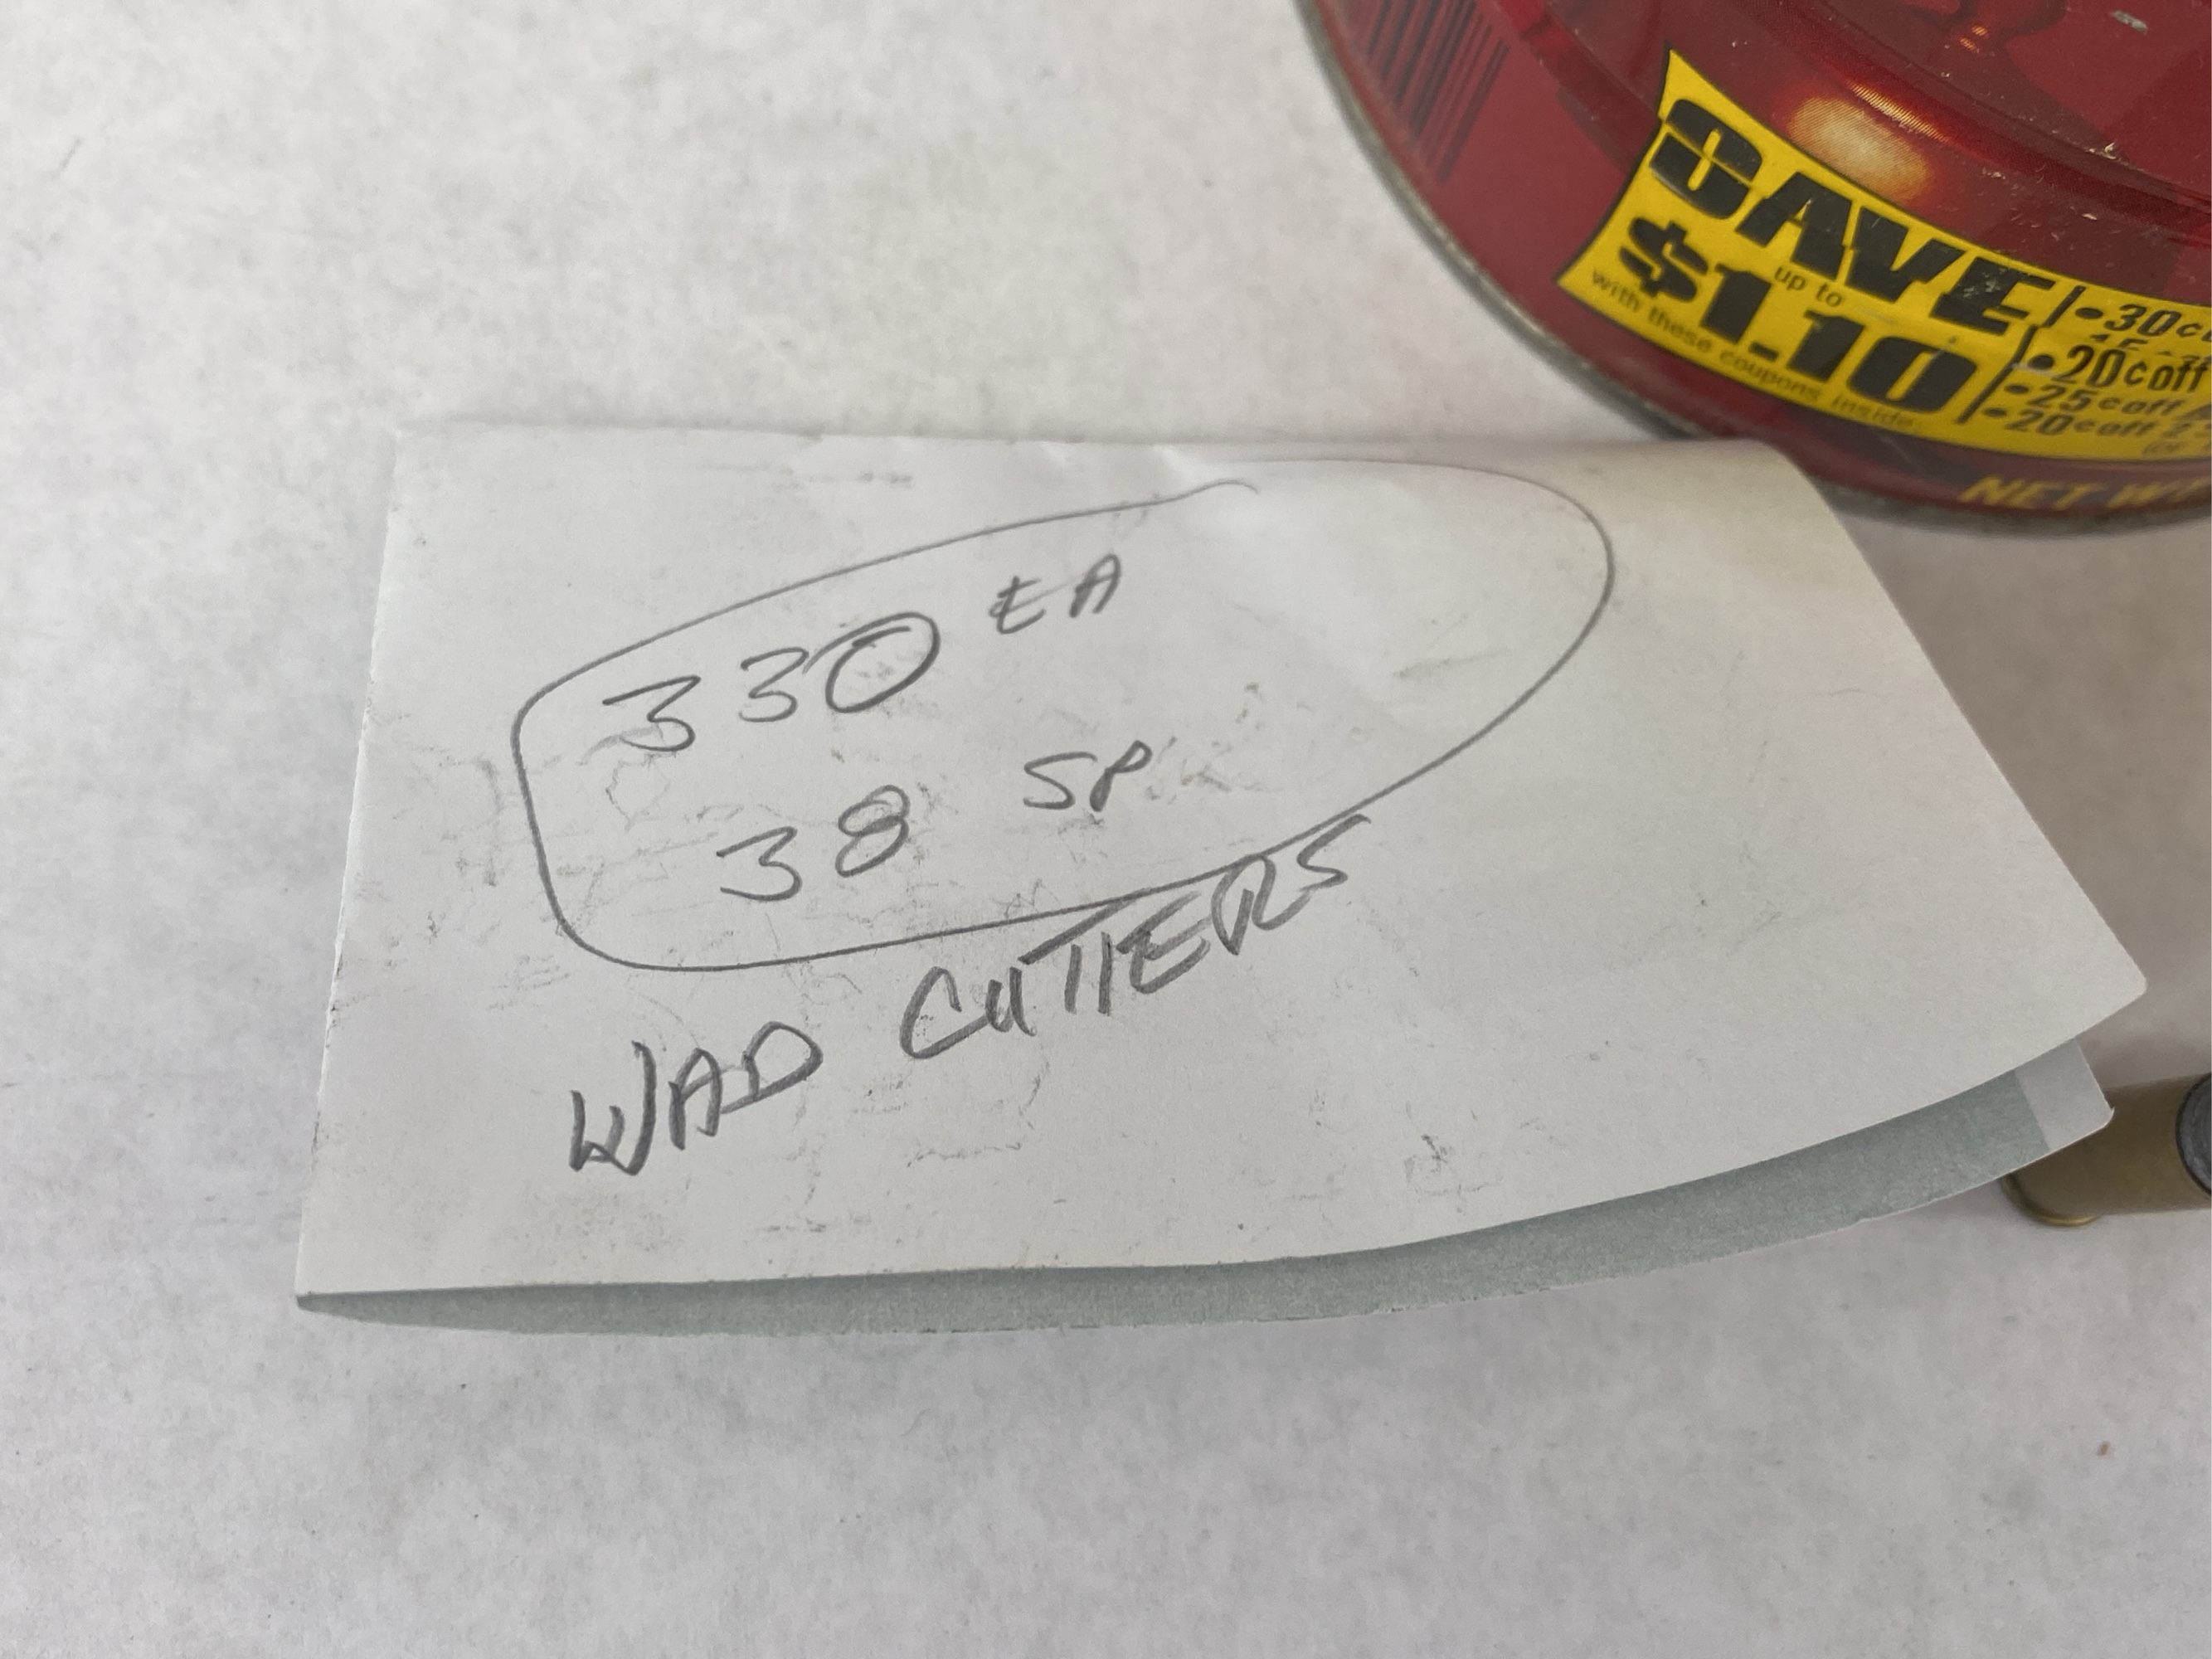 SAVE
up to
$1.10
with these coupons inside.
•30¢
•20¢ off
•25¢ off
•20¢ off
NET WT
330 EA
38 SP
WAD CUTTERS